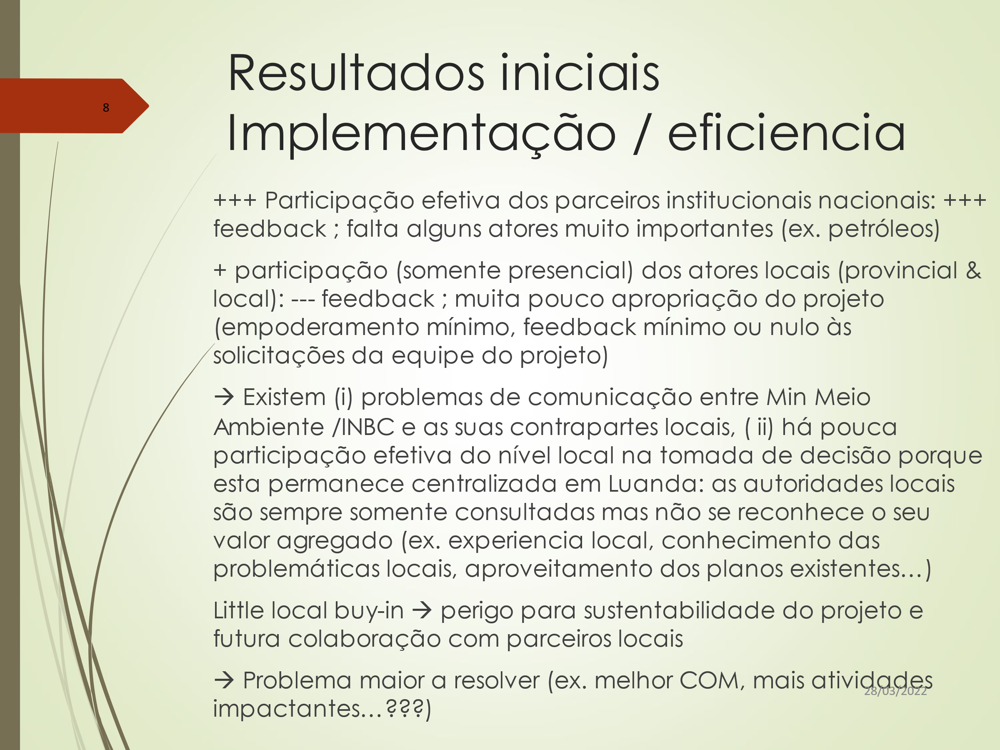 8
Resultados iniciais
Implementação / eficiencia
+++ Participação efetiva dos parceiros institucionais nacionais: +++
feedback ; falta alguns atores muito importantes (ex. petróleos)
+ participação (somente presencial) dos atores locais (provincial &
local): --- feedback ; muita pouco apropriação do projeto
(empoderamento mínimo, feedback mínimo ou nulo às
solicitações da equipe do projeto)
→ Existem (i) problemas de comunicação entre Min Meio
Ambiente /INBC e as suas contrapartes locais, ( ii) há pouca
participação efetiva do nível local na tomada de decisão porque
esta permanece centralizada em Luanda: as autoridades locais
são sempre somente consultadas mas não se reconhece o seu
valor agregado (ex. experiencia local, conhecimento das
problemáticas locais, aproveitamento dos planos existentes…)
Little local buy-in → perigo para sustentabilidade do projeto e
futura colaboração com parceiros locais
→ Problema maior a resolver (ex. melhor COM, mais atividades
impactantes…???)
28/03/2022